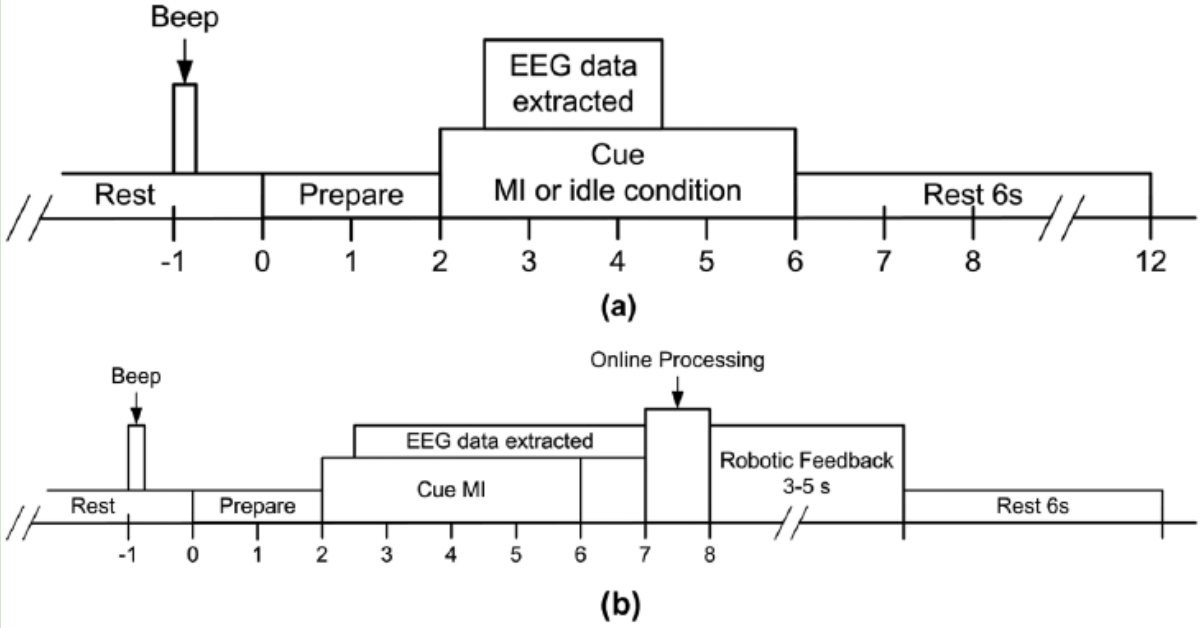 Beep
EEG data
extracted
Cue
MI or idle condition
Rest
Prepare
Rest 6s
-1 0 1 2 3 4 5 6 7 8 12
(a)
Online Processing
Beep
EEG data extracted
Robotic Feedback
3-5 s
Cue MI
Rest
Prepare
Rest 6s
-1 0 1 2 3 4 5 6 7 8
(b)